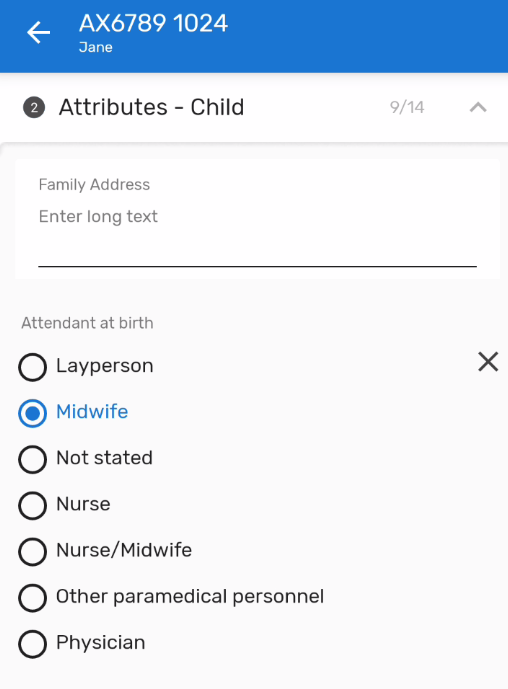 AX6789 1024
Jane
2 Attributes - Child 9/14
Family Address
Enter long text
Attendant at birth
Layperson
Midwife
Not stated
Nurse
Nurse/Midwife
Other paramedical personnel
Physician